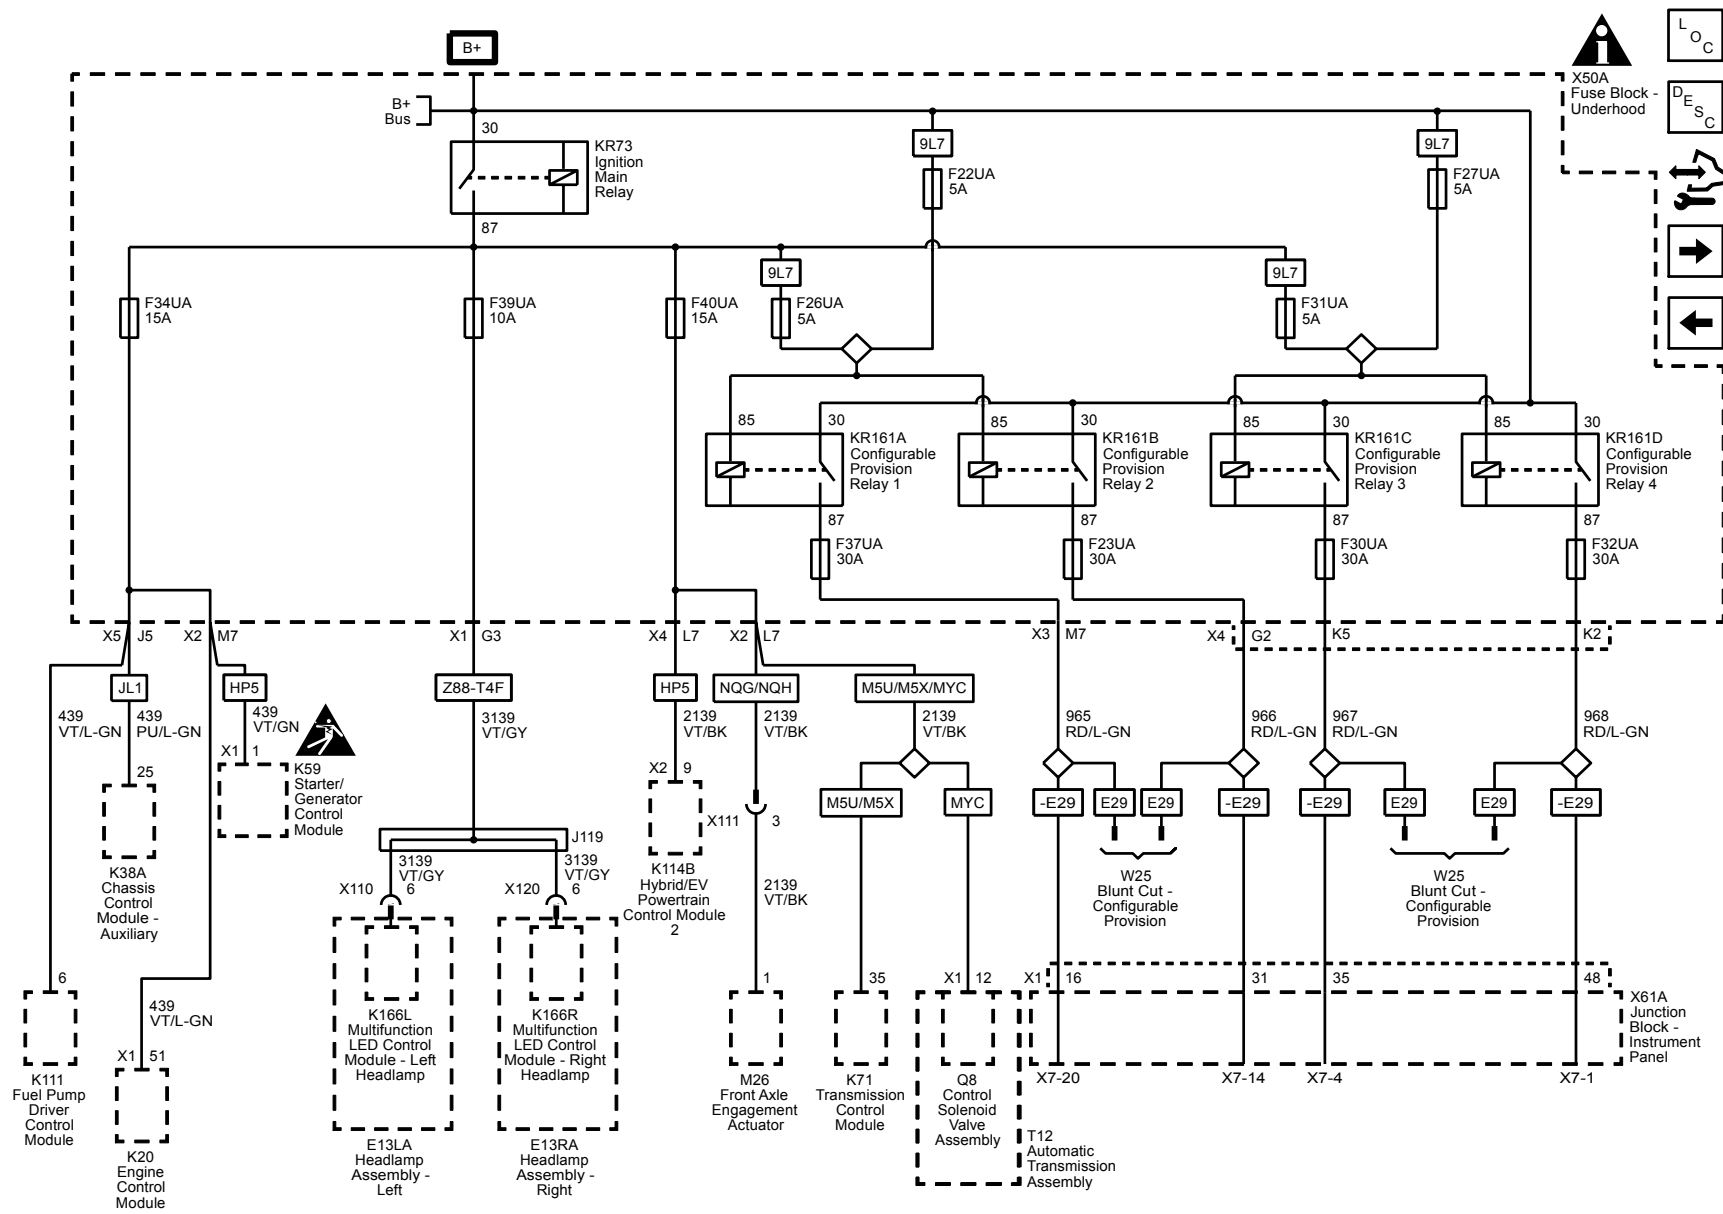 B+
L
O
C
X50A
Fuse Block -
Underhood
D
E
S
C
B+
Bus
30
KR73
Ignition
Main
Relay
87
9L7
F22UA
5A
9L7
F27UA
5A
9L7
9L7
F34UA
15A
F39UA
10A
F40UA
15A
F26UA
5A
F31UA
5A
85
30
KR161A
Configurable
Provision
Relay 1
85
30
KR161B
Configurable
Provision
Relay 2
85
30
KR161C
Configurable
Provision
Relay 3
85
30
KR161D
Configurable
Provision
Relay 4
87
F37UA
30A
87
F23UA
30A
87
F30UA
30A
87
F32UA
30A
X5 J5
X2 M7
X1 G3
X4 L7
X2 L7
X3 M7
X4 G2
K5
K2
JL1
HP5
Z88-T4F
HP5
NQG/NQH
M5U/M5X/MYC
439
VT/L-GN
439
PU/L-GN
439
VT/GN
3139
VT/GY
2139
VT/BK
2139
VT/BK
2139
VT/BK
965
RD/L-GN
966
RD/L-GN
967
RD/L-GN
968
RD/L-GN
X1 1
K59
Starter/
Generator
Control
Module
25
K38A
Chassis
Control
Module -
Auxiliary
X2 9
K114B
Hybrid/EV
Powertrain
Control Module
2
X111
3
M5U/M5X
MYC
-E29
E29
E29
-E29
-E29
E29
E29
-E29
J119
3139
VT/GY
3139
VT/GY
X110
6
X120
6
2139
VT/BK
W25
Blunt Cut -
Configurable
Provision
W25
Blunt Cut -
Configurable
Provision
6
K111
Fuel Pump
Driver
Control
Module
439
VT/L-GN
X1 51
K20
Engine
Control
Module
K166L
Multifunction
LED Control
Module - Left
Headlamp
K166R
Multifunction
LED Control
Module - Right
Headlamp
E13LA
Headlamp
Assembly -
Left
E13RA
Headlamp
Assembly -
Right
1
M26
Front Axle
Engagement
Actuator
35
K71
Transmission
Control
Module
X1 12
Q8
Control
Solenoid
Valve
Assembly
T12
Automatic
Transmission
Assembly
X1 16
31
35
48
X61A
Junction
Block -
Instrument
Panel
X7-20
X7-14
X7-4
X7-1